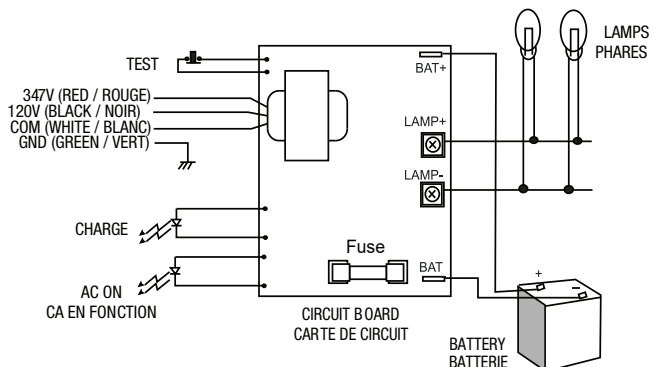 LAMPS
PHARES
TEST
BAT+
347V (RED / ROUGE)
120V (BLACK / NOIR)
COM (WHITE / BLANC)
GND (GREEN / VERT)
LAMP+
LAMP-
CHARGE
Fuse
BAT
+
-
AC ON
CA EN FONCTION
CIRCUIT BOARD
CARTE DE CIRCUIT
BATTERY
BATTERIE